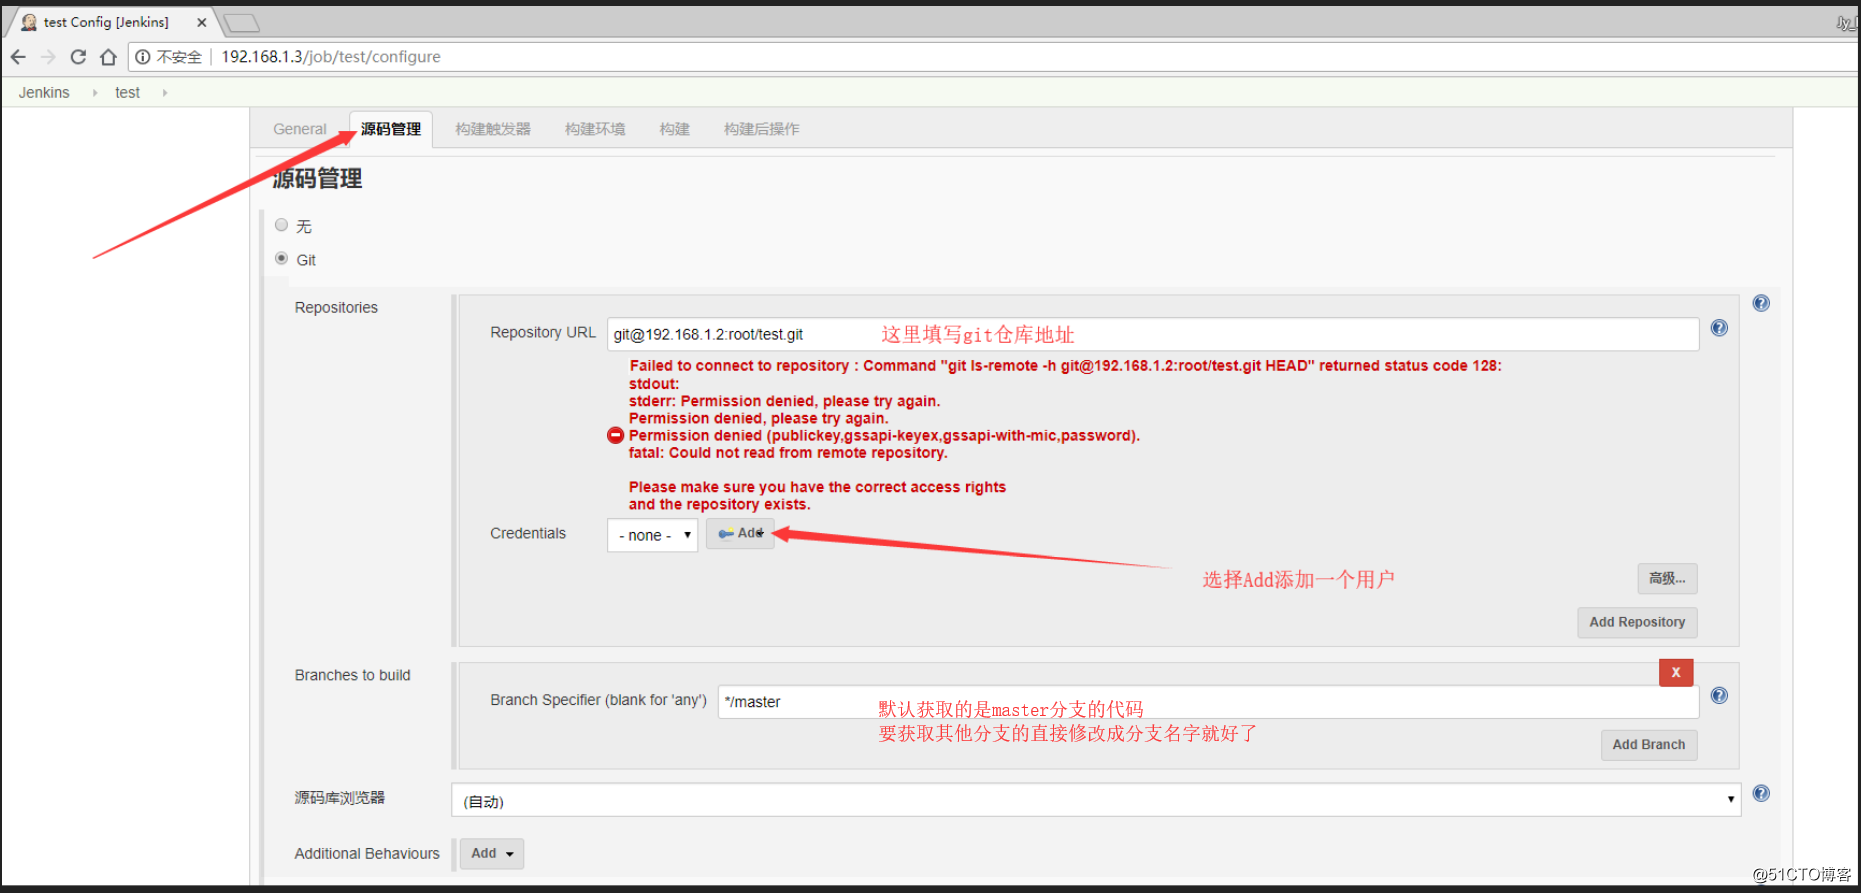 test Config [Jenkins]
不安全 192.168.1.3/job/test/configure
Jenkins test
General 源码管理 构建触发器 构建环境 构建 构建后操作
源码管理
无
Git
Repositories
Repository URL git@192.168.1.2:root/test.git 这里填写git仓库地址
Failed to connect to repository : Command "git ls-remote -h git@192.168.1.2:root/test.git HEAD" returned status code 128:
stdout:
stderr: Permission denied, please try again.
Permission denied, please try again.
Permission denied (publickey,gssapi-keyex,gssapi-with-mic,password).
fatal: Could not read from remote repository.
Please make sure you have the correct access rights
and the repository exists.
Credentials - none - Add
选择Add添加一个用户
高级...
Add Repository
Branches to build
X
Branch Specifier (blank for 'any') */master 默认获取的是master分支的代码
要获取其他分支的直接修改成分支名字就好了
Add Branch
源码库浏览器 (自动)
Additional Behaviours Add
@51CTO博客